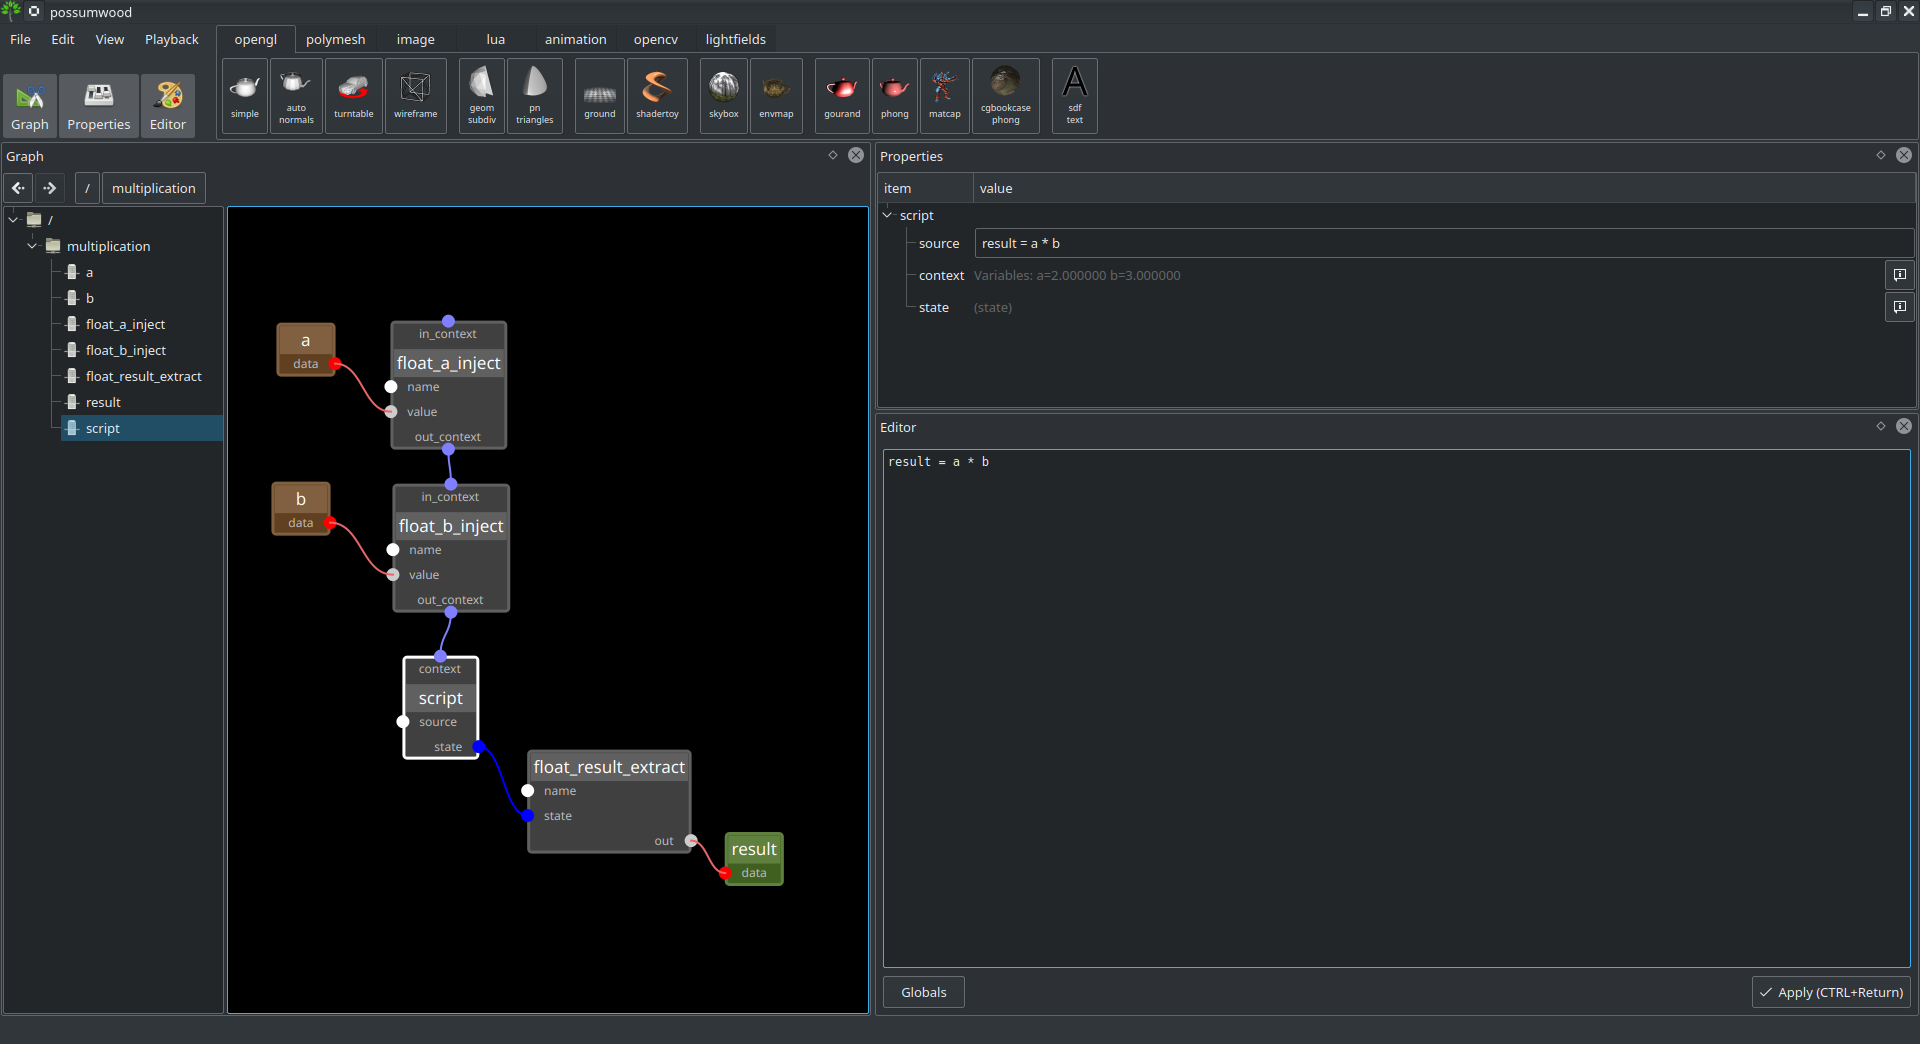 possumwood
File Edit View Playback
opengl polymesh image lua animation opencv lightfields
Graph Properties Editor
simple
auto
normals
turntable
wireframe
geom
subdiv
pn
triangles
ground
shadertoy
skybox
envmap
gourand
phong
matcap
cgbookcase
phong
A
sdf
text
Graph
/ multiplication
/
multiplication
a
b
float_a_inject
float_b_inject
float_result_extract
result
script
a
data
in_context
float_a_inject
name
value
out_context
b
data
in_context
float_b_inject
name
value
out_context
context
script
source
state
float_result_extract
name
state
out
result
data
Properties
item value
script
source result = a * b
context Variables: a=2.000000 b=3.000000
state (state)
Editor
result = a * b
Globals
Apply (CTRL+Return)